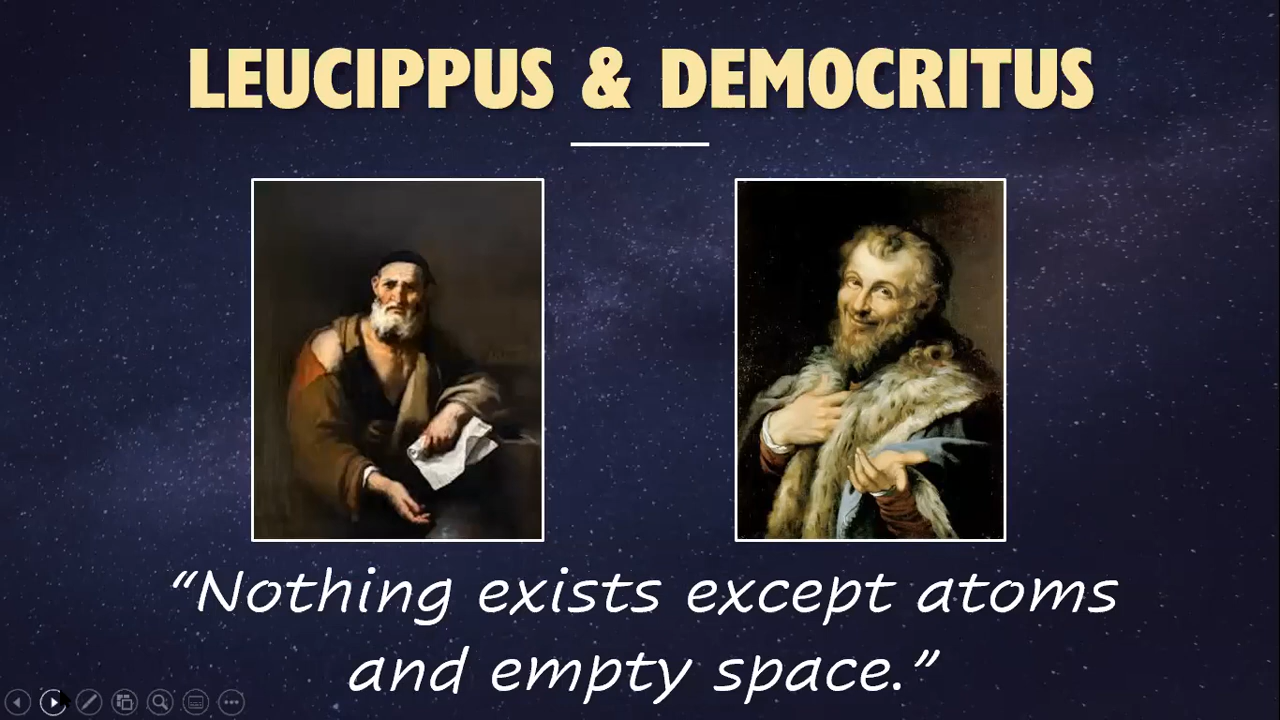 LEUCIPPUS & DEMOCRITUS
“Nothing exists except atoms
and empty space.”